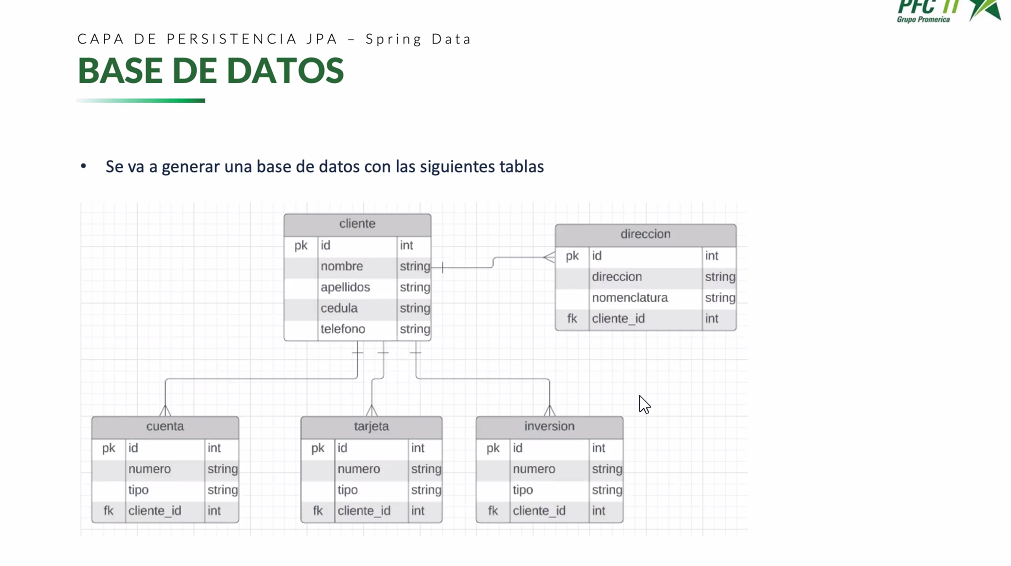 PFC TI
Grupo Promerica
CAPA DE PERSISTENCIA JPA – Spring Data
BASE DE DATOS
• Se va a generar una base de datos con las siguientes tablas
cliente
pk id int
nombre string
apellidos string
cedula string
telefono string
direccion
pk id int
direccion string
nomenclatura string
fk cliente_id int
cuenta
pk id int
numero string
tipo string
fk cliente_id int
tarjeta
pk id int
numero string
tipo string
fk cliente_id int
inversion
pk id int
numero string
tipo string
fk cliente_id int